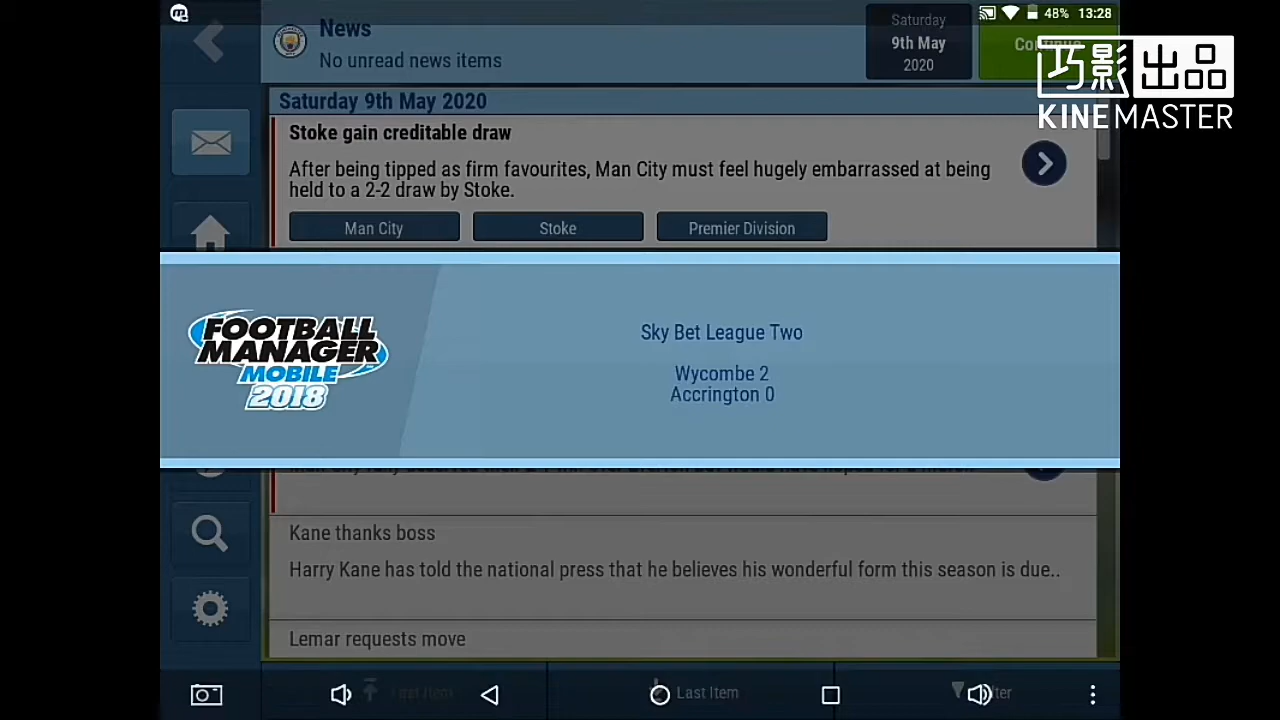 48% 13:28
News
No unread news items
Saturday
9th May
2020
巧影出品
KINEMASTER
Saturday 9th May 2020
Stoke gain creditable draw
After being tipped as firm favourites, Man City must feel hugely embarrassed at being
held to a 2-2 draw by Stoke.
Man City
Stoke
Premier Division
FOOTBALL
MANAGER
MOBILE
2018
Sky Bet League Two
Wycombe 2
Accrington 0
Kane thanks boss
Harry Kane has told the national press that he believes his wonderful form this season is due..
Lemar requests move
Last Item